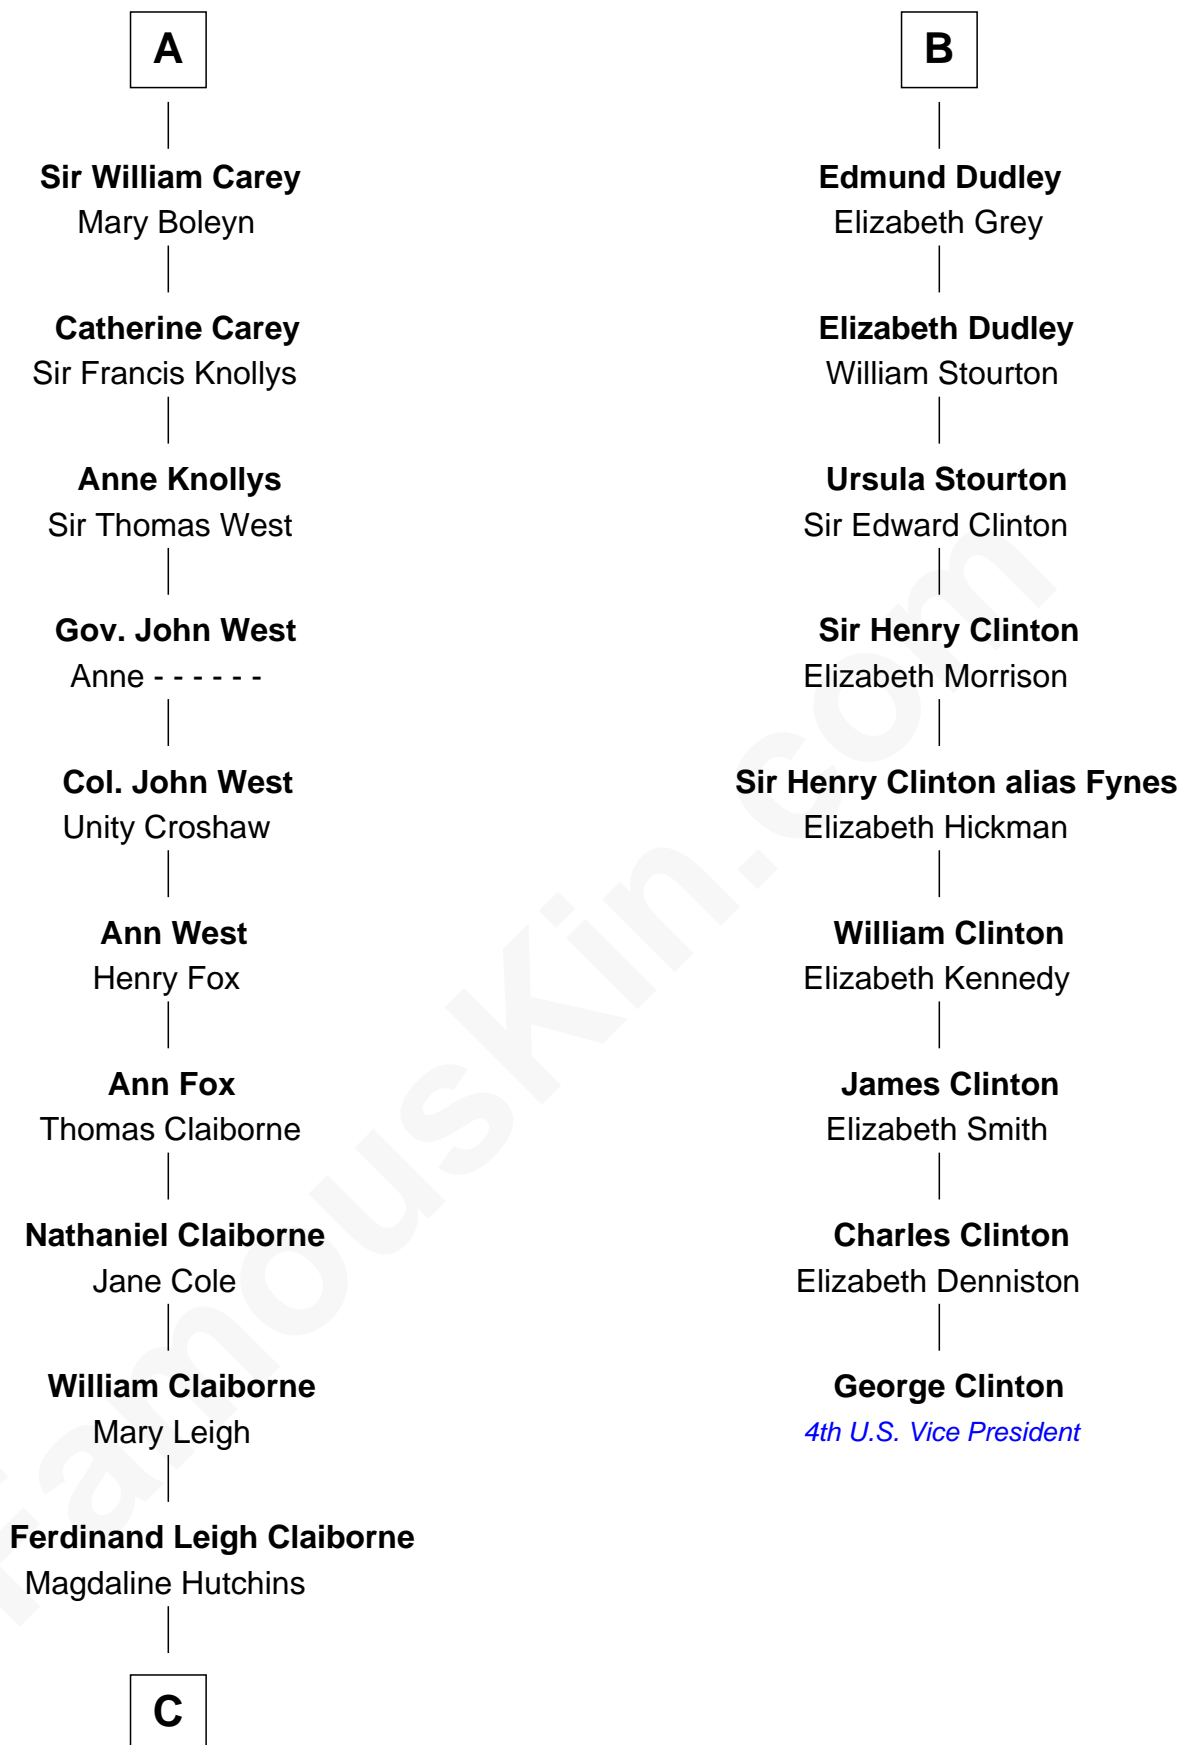 A
Sir William Carey
Mary Boleyn
Catherine Carey
Sir Francis Knollys
Anne Knollys
Sir Thomas West
Gov. John West
Anne - - - - - -
Col. John West
Unity Croshaw
Ann West
Henry Fox
Ann Fox
Thomas Claiborne
Nathaniel Claiborne
Jane Cole
William Claiborne
Mary Leigh
Ferdinand Leigh Claiborne
Magdaline Hutchins
C
B
Edmund Dudley
Elizabeth Grey
Elizabeth Dudley
William Stourton
Ursula Stourton
Sir Edward Clinton
Sir Henry Clinton
Elizabeth Morrison
Sir Henry Clinton alias Fynes
Elizabeth Hickman
William Clinton
Elizabeth Kennedy
James Clinton
Elizabeth Smith
Charles Clinton
Elizabeth Denniston
George Clinton
4th U.S. Vice President
FamousKin.com